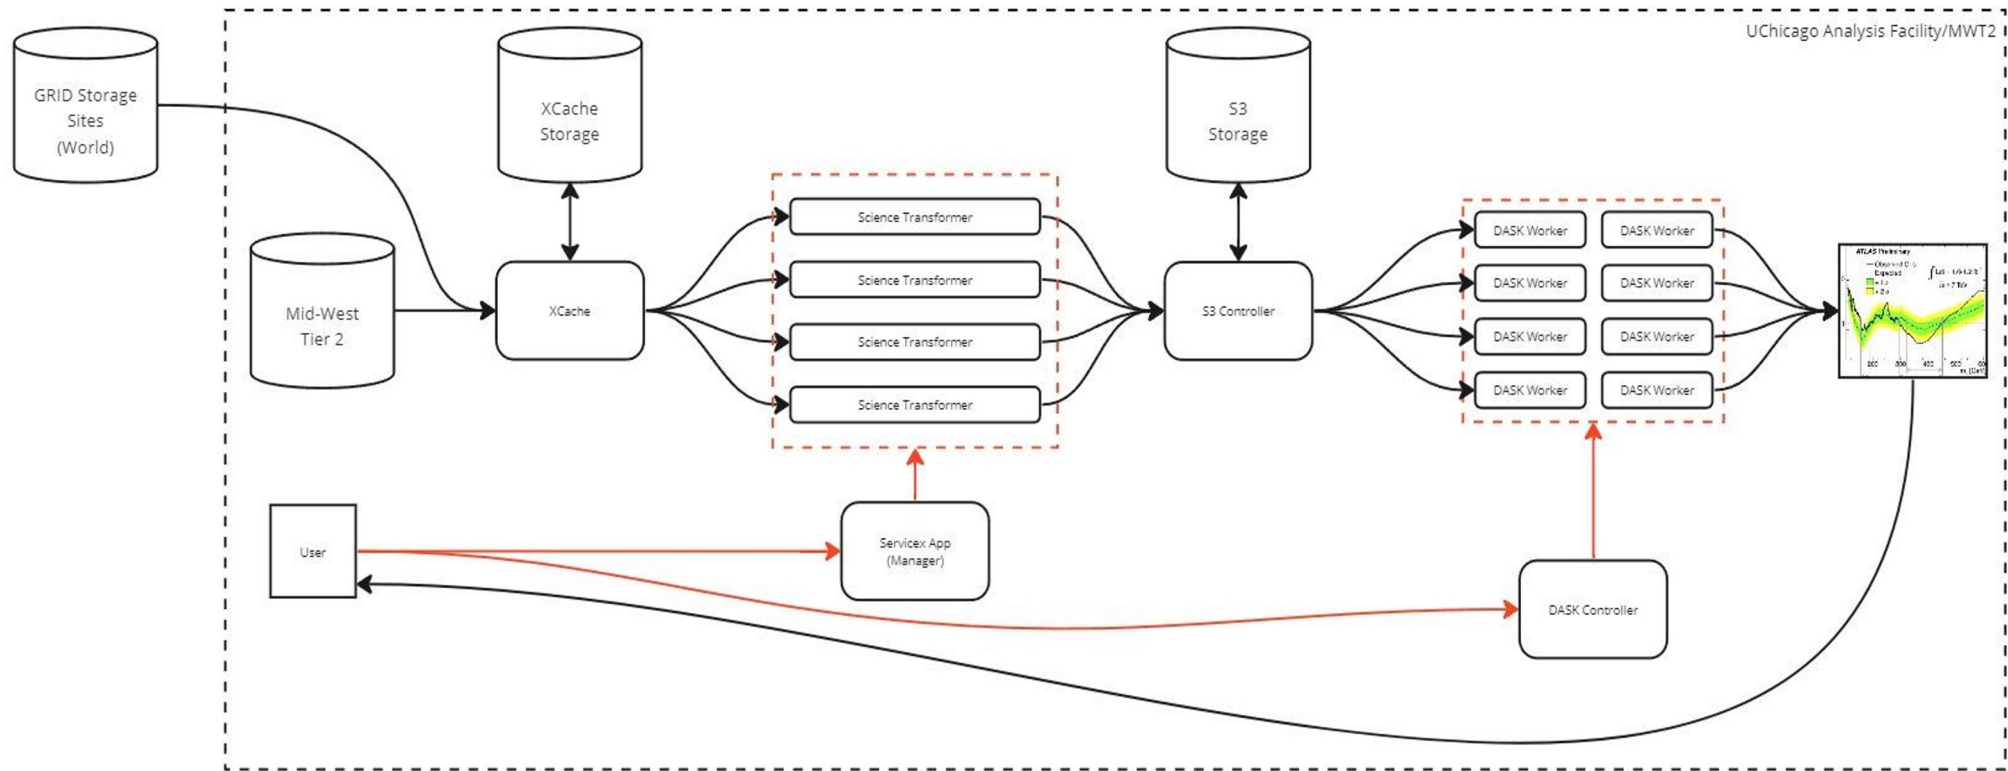 UChicago Analysis Facility/MWT2
GRID Storage
Sites
(World)
XCache
Storage
S3
Storage
Mid-West
Tier 2
XCache
Science Transformer
Science Transformer
Science Transformer
Science Transformer
S3 Controller
DASK Worker
DASK Worker
DASK Worker
DASK Worker
DASK Worker
DASK Worker
DASK Worker
DASK Worker
ATLAS Preliminary
Expected
User
Servicex App
(Manager)
DASK Controller